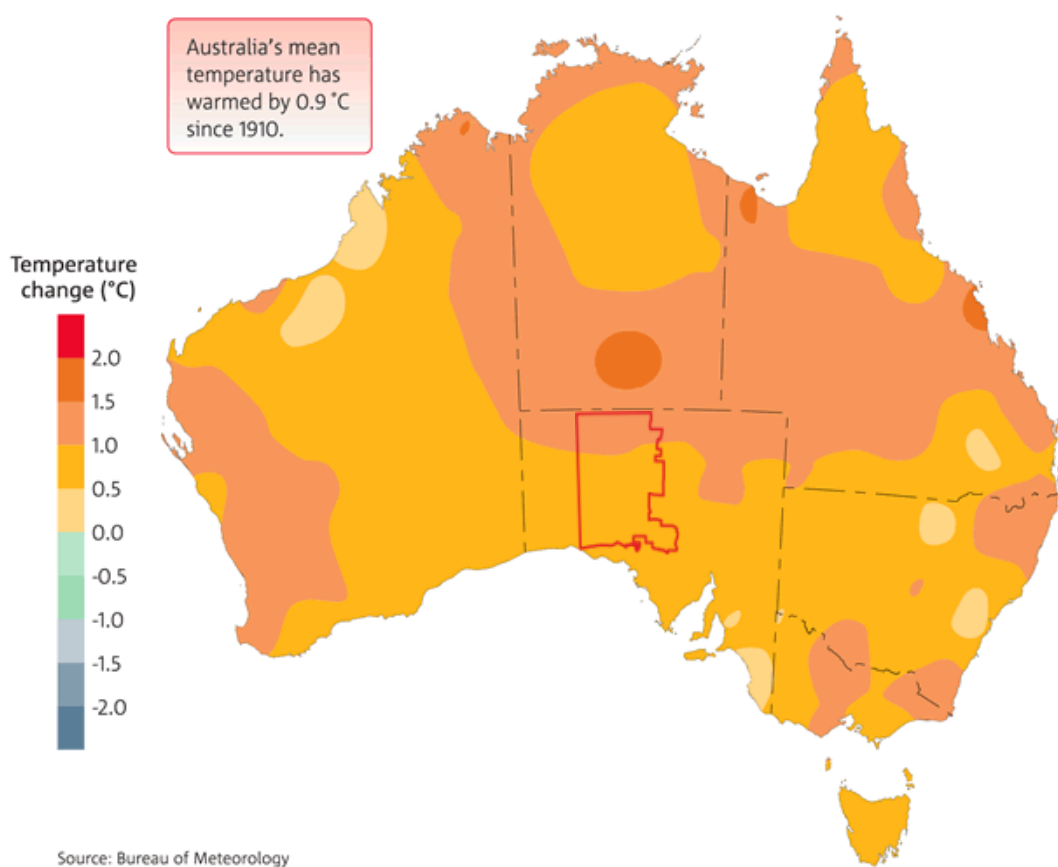 Australia's mean
temperature has
warmed by 0.9 °C
since 1910.
Temperature
change (°C)
2.0
1.5
1.0
0.5
0.0
-0.5
-1.0
-1.5
-2.0
Source: Bureau of Meteorology